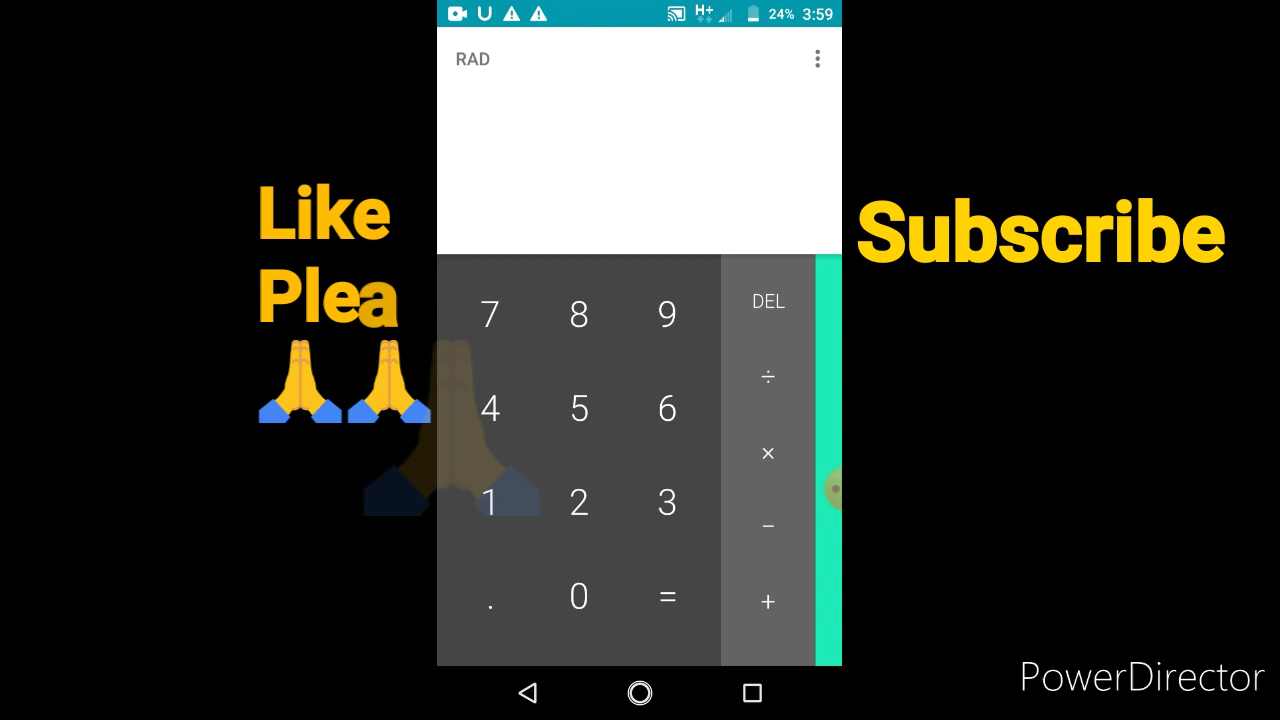 H+ 24% 3:59
RAD
Like
Plea
Subscribe
7 8 9 DEL
÷
4 5 6
×
1 2 3
−
. 0 = +
PowerDirector